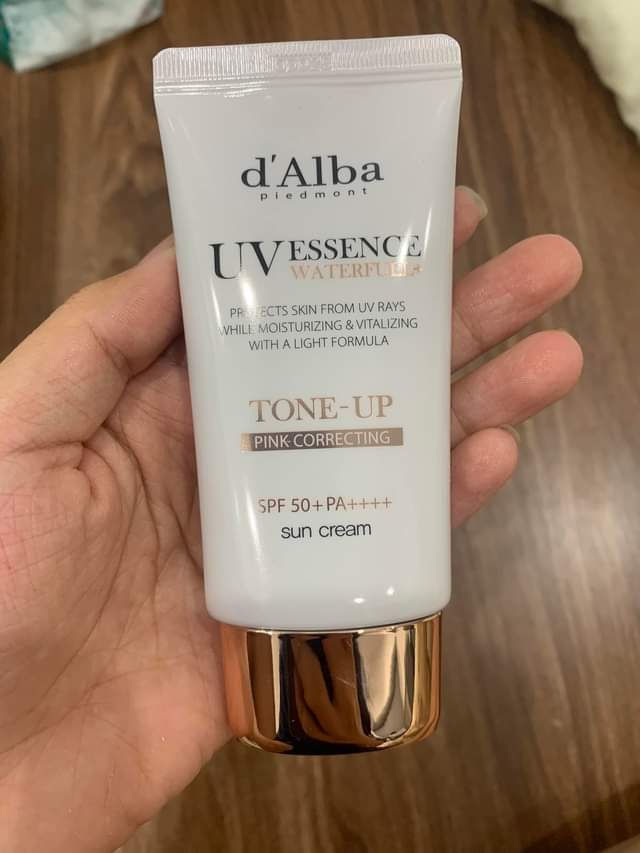 d'Alba
piedmont
UV ESSENCE
WATERFULL+
PROTECTS SKIN FROM UV RAYS
WHILE MOISTURIZING & VITALIZING
WITH A LIGHT FORMULA
TONE-UP
PINK-CORRECTING
SPF 50+PA++++
sun cream